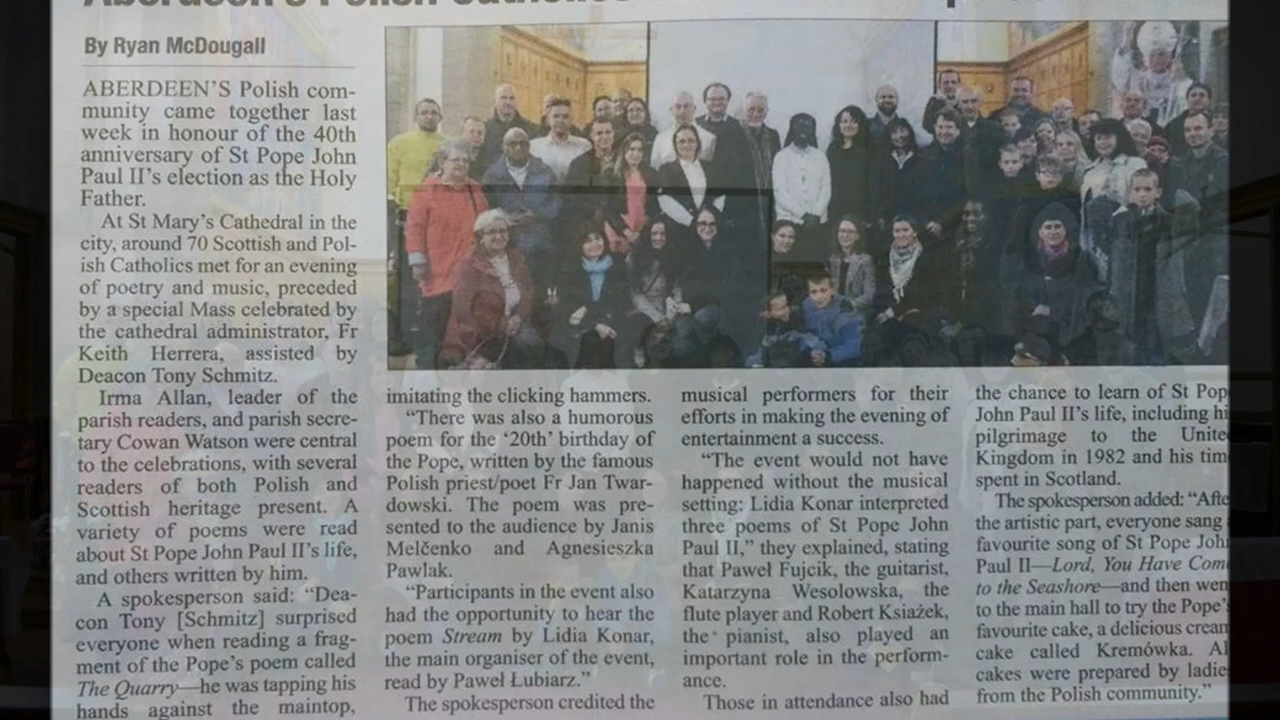 Aberdeen's Polish Catholics
By Ryan McDougall
ABERDEEN'S Polish com-
munity came together last
week in honour of the 40th
anniversary of St Pope John
Paul II's election as the Holy
Father.
At St Mary's Cathedral in the
city, around 70 Scottish and Pol-
ish Catholics met for an evening
of poetry and music, preceded
by a special Mass celebrated by
the cathedral administrator, Fr
Keith Herrera, assisted by
Deacon Tony Schmitz.
Irma Allan, leader of the
parish readers, and parish secre-
tary Cowan Watson were central
to the celebrations, with several
readers of both Polish and
Scottish heritage present. A
variety of poems were read
about St Pope John Paul II's life,
and others written by him.
A spokesperson said: “Dea-
con Tony [Schmitz] surprised
everyone when reading a frag-
ment of the Pope's poem called
The Quarry—he was tapping his
hands against the maintop,
imitating the clicking hammers.
“There was also a humorous
poem for the ‘20th’ birthday of
the Pope, written by the famous
Polish priest/poet Fr Jan Twar-
dowski. The poem was pre-
sented to the audience by Janis
Melčenko and Agnesieszka
Pawlak.
“Participants in the event also
had the opportunity to hear the
poem Stream by Lidia Konar,
the main organiser of the event,
read by Paweł Łubiarz.”
The spokesperson credited the
musical performers for their
efforts in making the evening of
entertainment a success.
“The event would not have
happened without the musical
setting: Lidia Konar interpreted
three poems of St Pope John
Paul II,” they explained, stating
that Paweł Fujcik, the guitarist,
Katarzyna Wesolowska, the
flute player and Robert Książek,
the pianist, also played an
important role in the perform-
ance.
Those in attendance also had
the chance to learn of St Pop
John Paul II's life, including hi
pilgrimage to the Unite
Kingdom in 1982 and his tim
spent in Scotland.
The spokesperson added: “Afte
the artistic part, everyone sang
favourite song of St Pope Joh
Paul II—Lord, You Have Com
to the Seashore—and then wen
to the main hall to try the Pope's
favourite cake, a delicious crean
cake called Kremówka. Al
cakes were prepared by ladie
from the Polish community.”